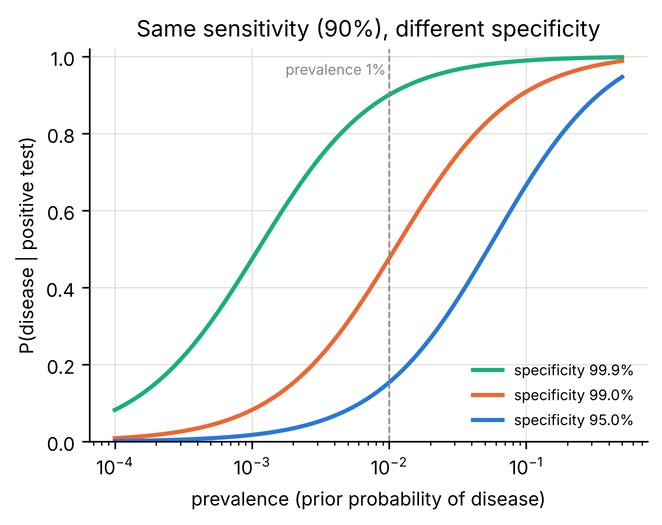 Same sensitivity (90%), different specificity
prevalence 1%
P(disease | positive test)
1.0
0.8
0.6
0.4
0.2
0.0
specificity 99.9%
specificity 99.0%
specificity 95.0%
10⁻⁴ 10⁻³ 10⁻² 10⁻¹
prevalence (prior probability of disease)